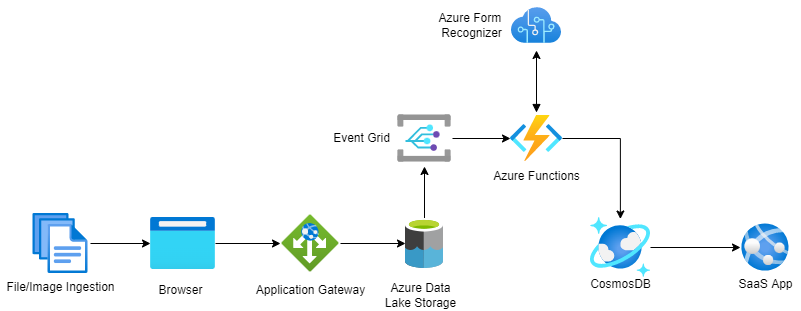 Azure Form
Recognizer
Event Grid
Azure Functions
File/Image Ingestion
Browser
Application Gateway
Azure Data
Lake Storage
CosmosDB
SaaS App